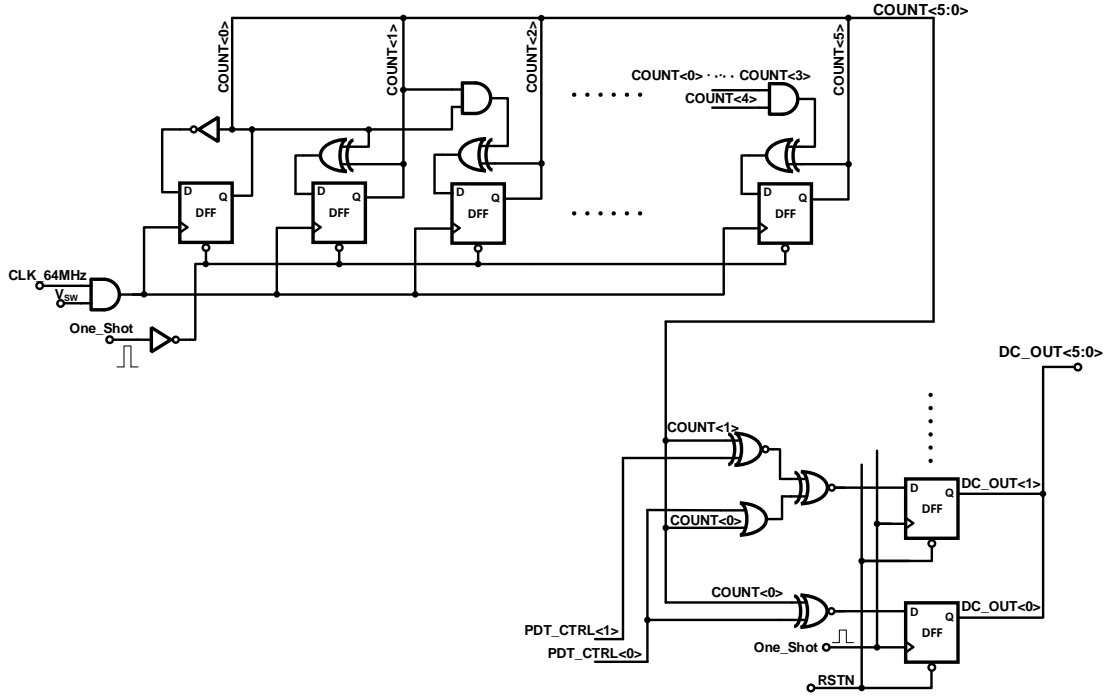 COUNT<5:0>
COUNT<0>
COUNT<1>
COUNT<2>
COUNT<5>
COUNT<0> ····· COUNT<3>
COUNT<4>
D Q
DFF
D Q
DFF
D Q
DFF
D Q
DFF
CLK_64MHz
VSW
One_Shot
DC_OUT<5:0>
COUNT<1>
COUNT<0>
D Q
DFF
DC_OUT<1>
COUNT<0>
D Q
DFF
DC_OUT<0>
PDT_CTRL<1>
PDT_CTRL<0>
One_Shot
RSTN